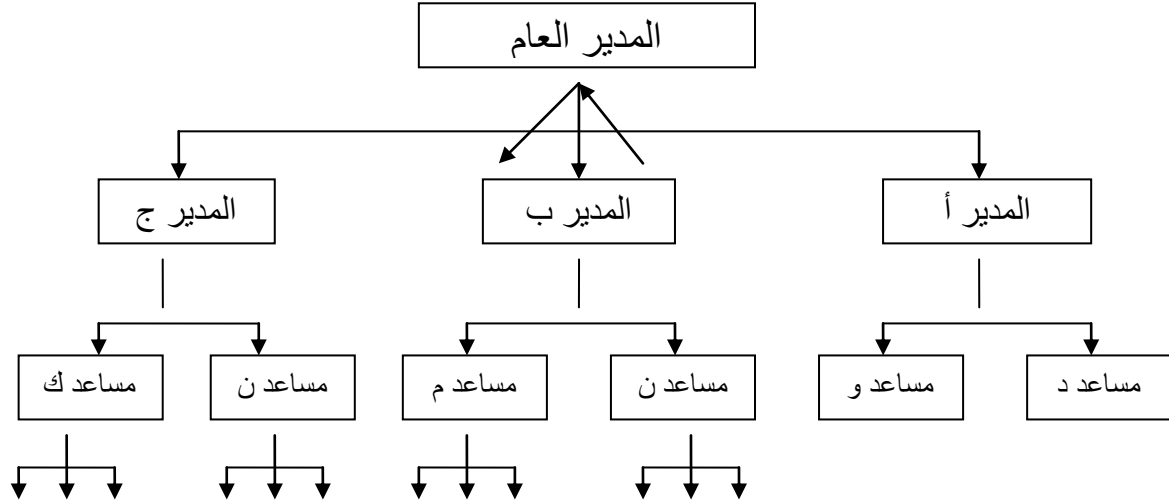 المدير العام
المدير أ
المدير ب
المدير ج
مساعد د
مساعد و
مساعد ن
مساعد م
مساعد ن
مساعد ك